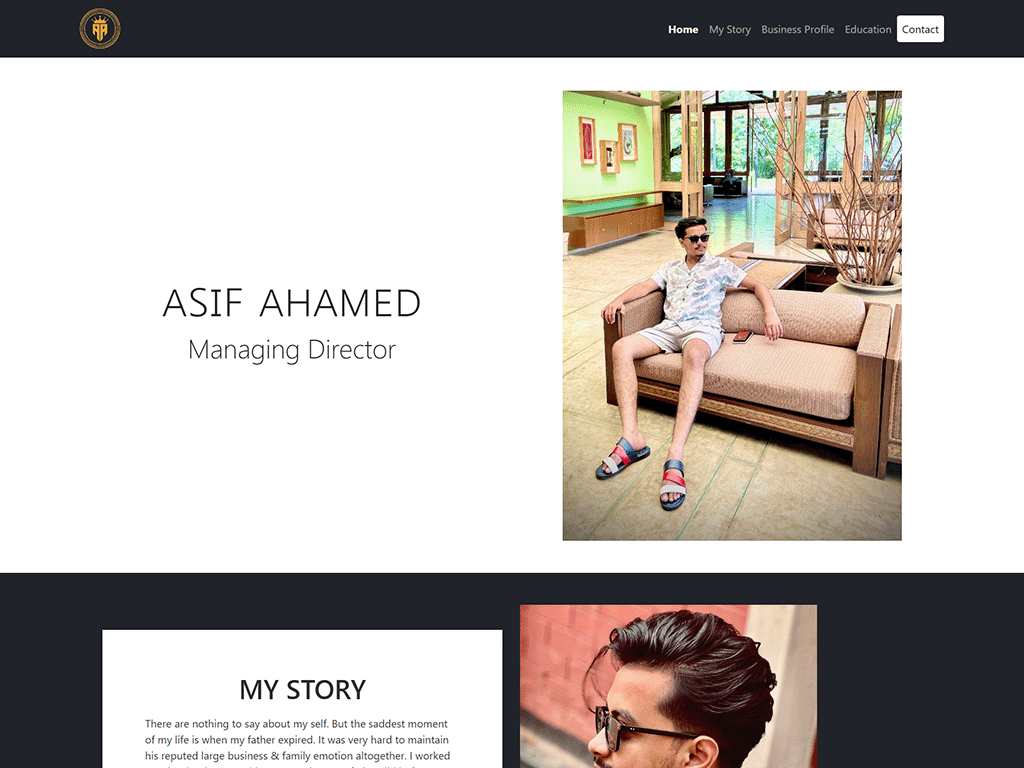 Home My Story Business Profile Education Contact
ASIF AHAMED
Managing Director
MY STORY
There are nothing to say about my self. But the saddest moment
of my life is when my father expired. It was very hard to maintain
his reputed large business & family emotion altogether. I worked